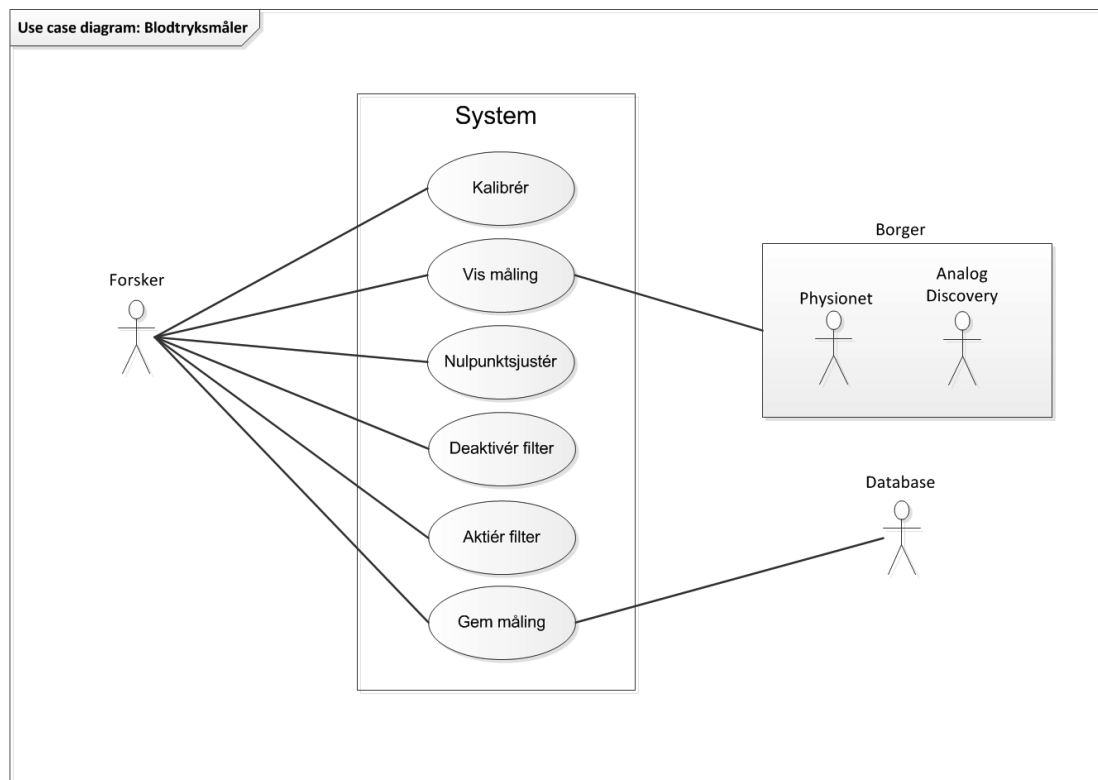 Use case diagram: Blodtryksmåler
System
Kalibrér
Vis måling
Nulpunktsjustér
Deaktivér filter
Aktiér filter
Gem måling
Forsker
Borger
Physionet
Analog
Discovery
Database